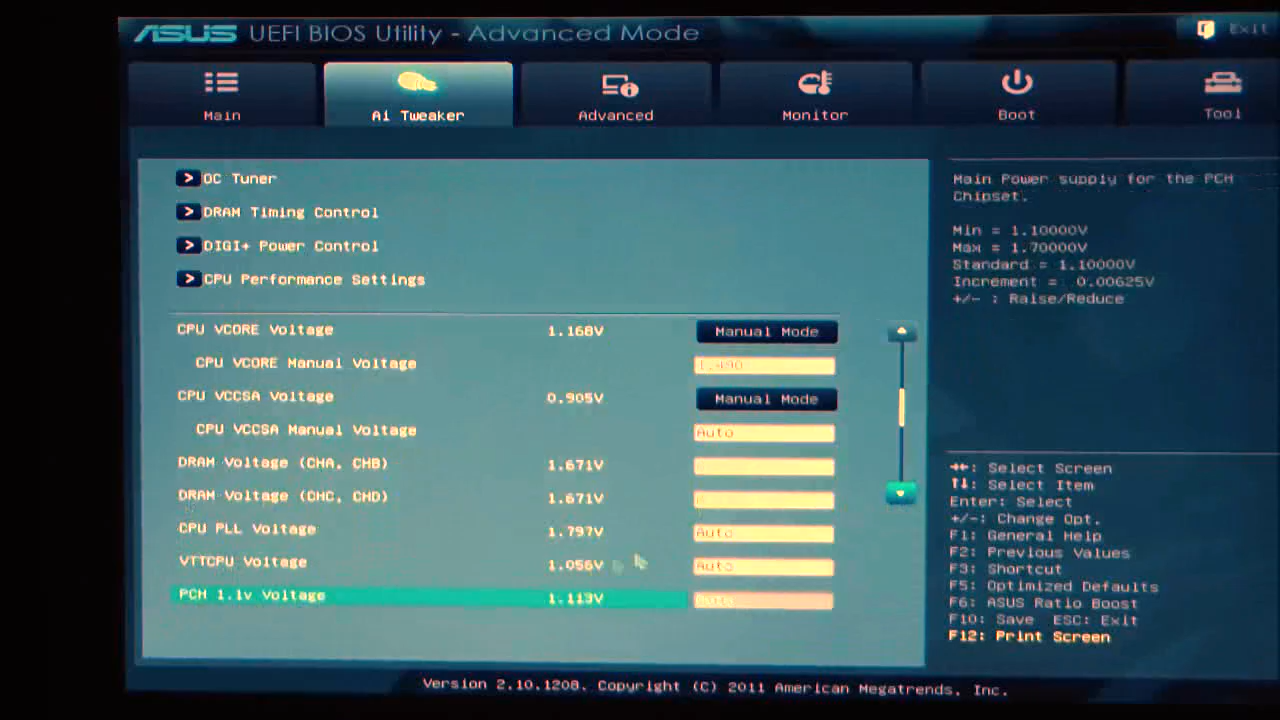 ASUS UEFI BIOS Utility - Advanced Mode
Exit
Main
Ai Tweaker
Advanced
Monitor
Boot
Tool
> OC Tuner
> DRAM Timing Control
> DIGI+ Power Control
> CPU Performance Settings
CPU VCORE Voltage 1.168V Manual Mode
CPU VCORE Manual Voltage 1.490
CPU VCCSA Voltage 0.905V Manual Mode
CPU VCCSA Manual Voltage Auto
DRAM Voltage (CHA, CHB) 1.671V
DRAM Voltage (CHC, CHD) 1.671V
CPU PLL Voltage 1.797V Auto
VTTCPU Voltage 1.056V Auto
PCH 1.1v Voltage 1.113V Auto
Main Power supply for the PCH
Chipset.
Min = 1.10000V
Max = 1.70000V
Standard = 1.10000V
Increment = 0.00625V
+/- : Raise/Reduce
→←: Select Screen
↑↓: Select Item
Enter: Select
+/-: Change Opt.
F1: General Help
F2: Previous Values
F3: Shortcut
F5: Optimized Defaults
F6: ASUS Ratio Boost
F10: Save ESC: Exit
F12: Print Screen
Version 2.10.1208. Copyright (C) 2011 American Megatrends, Inc.